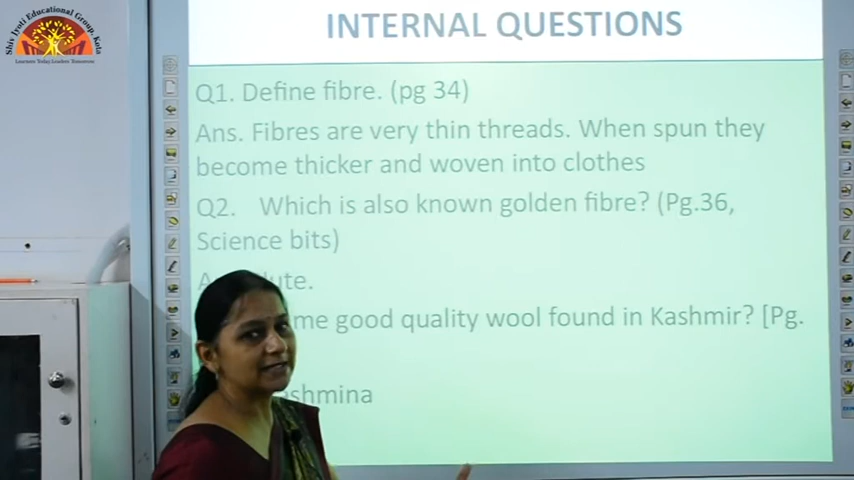 Shiv Jyoti Educational Group, Kota
Learners Today.Leaders Tomorrow
INTERNAL QUESTIONS
Q1. Define fibre. (pg 34)
Ans. Fibres are very thin threads. When spun they
become thicker and woven into clothes
Q2. Which is also known golden fibre? (Pg.36,
Science bits)
ute.
me good quality wool found in Kashmir? [Pg.
shmina